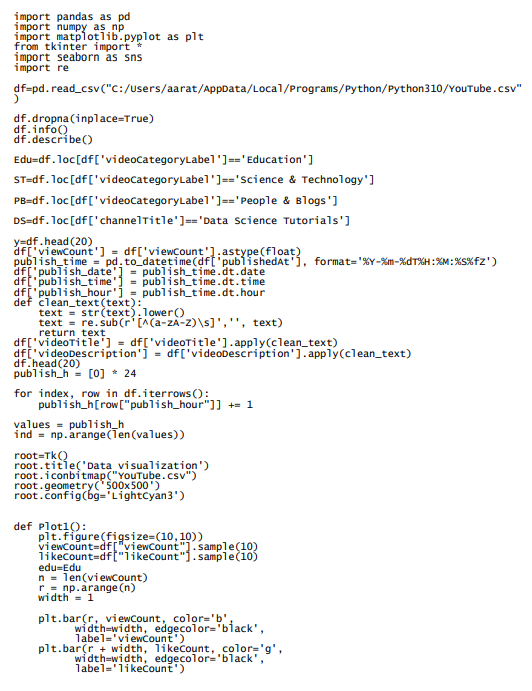 import pandas as pd
import numpy as np
import matplotlib.pyplot as plt
from tkinter import *
import seaborn as sns
import re
df=pd.read_csv("C:/Users/aarat/AppData/Local/Programs/Python/Python310/YouTube.csv"
)
df.dropna(inplace=True)
df.info()
df.describe()
Edu=df.loc[df['videoCategoryLabel']=='Education']
ST=df.loc[df['videoCategoryLabel']=='Science & Technology']
PB=df.loc[df['videoCategoryLabel']=='People & Blogs']
DS=df.loc[df['channelTitle']=='Data Science Tutorials']
y=df.head(20)
df['viewCount'] = df['viewCount'].astype(float)
publish_time = pd.to_datetime(df['publishedAt'], format='%Y-%m-%dT%H:%M:%S%fZ')
df['publish_date'] = publish_time.dt.date
df['publish_time'] = publish_time.dt.time
df['publish_hour'] = publish_time.dt.hour
def clean_text(text):
    text = str(text).lower()
    text = re.sub(r'[^(a-zA-Z)\s]','', text)
    return text
df['videoTitle'] = df['videoTitle'].apply(clean_text)
df['videoDescription'] = df['videoDescription'].apply(clean_text)
df.head(20)
publish_h = [0] * 24
for index, row in df.iterrows():
    publish_h[row["publish_hour"]] += 1
values = publish_h
ind = np.arange(len(values))
root=Tk()
root.title('Data visualization')
root.iconbitmap("YouTube.csv")
root.geometry('500x500')
root.config(bg='LightCyan3')
def Plot1():
    plt.figure(figsize=(10,10))
    viewCount=df["viewCount"].sample(10)
    likeCount=df["likeCount"].sample(10)
    edu=Edu
    n = len(viewCount)
    r = np.arange(n)
    width = 1
    plt.bar(r, viewCount, color='b',
          width=width, edgecolor='black',
          label='viewCount')
    plt.bar(r + width, likeCount, color='g',
          width=width, edgecolor='black',
          label='likeCount')